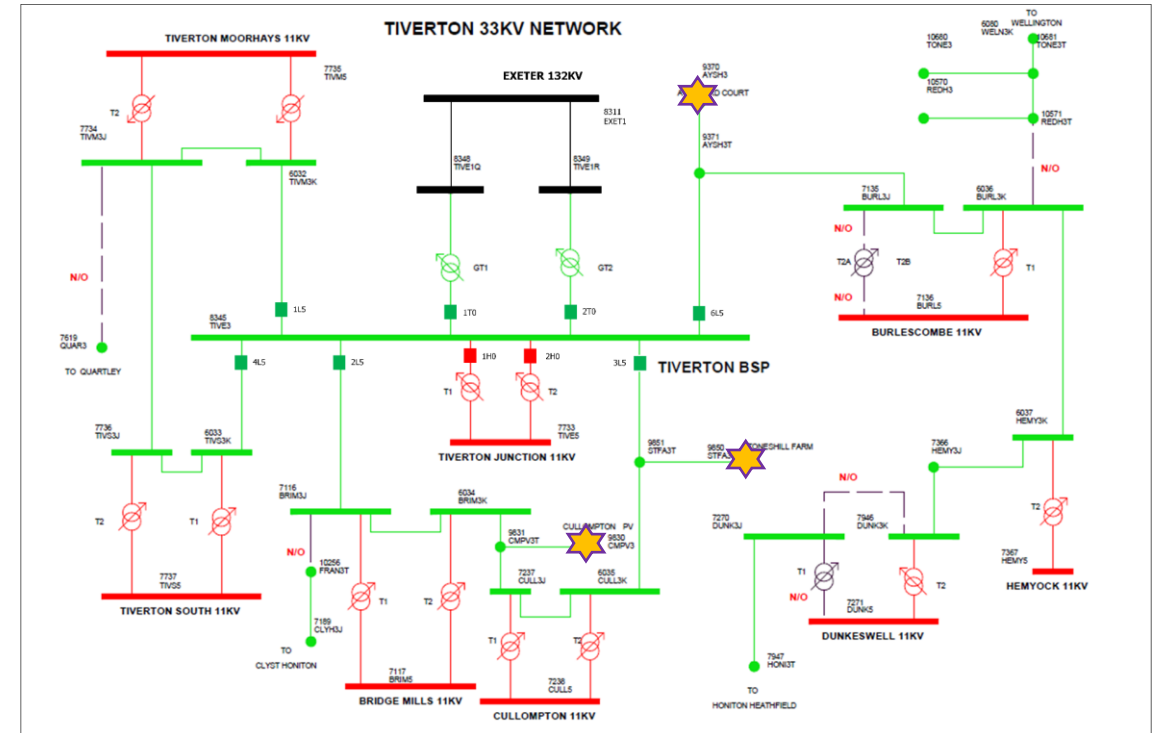 TIVERTON 33KV NETWORK
TIVERTON MOORHAYS 11KV
7735
TIVM5
T2
7734
TIVM3J
6032
TIVM3K
N/O
7619
QUAR3
TO QUARTLEY
EXETER 132KV
8311
EXET1
8348
TIVE1Q
8349
TIVE1R
GT1
GT2
1L5
1T0
2T0
6L5
8345
TIVE3
4L5
2L5
1H0
2H0
3L5
TIVERTON BSP
T1
T2
7733
TIVE5
TIVERTON JUNCTION 11KV
9370
AYSH3
COURT
9371
AYSH3T
TO
WELLINGTON
6080
WELN3K
10680
TONE3
10681
TONE3T
10570
REDH3
10571
REDH3T
N/O
7135
BURL3J
6036
BURL3K
N/O
T2A
T2B
T1
N/O
7136
BURL5
BURLESCOMBE 11KV
7736
TIVS3J
6033
TIVS3K
T2
T1
7737
TIVS5
TIVERTON SOUTH 11KV
7116
BRIM3J
6034
BRIM3K
N/O
10256
FRAN3T
7189
CLYH3J
TO
CLYST HONITON
T1
T2
7117
BRIM5
BRIDGE MILLS 11KV
9831
CMPV3T
PV
9830
CMPV3
7237
CULL3J
6035
CULL3K
T1
T2
7238
CULL5
CULLOMPTON 11KV
9851
STFA3T
9850
FARM
6037
HEMY3K
7366
HEMY3J
T2
7367
HEMY5
HEMYOCK 11KV
N/O
7270
DUNK3J
7946
DUNK3K
T1
N/O
T2
7271
DUNK5
DUNKESWELL 11KV
7947
HONI3T
TO
HONITON HEATHFIELD